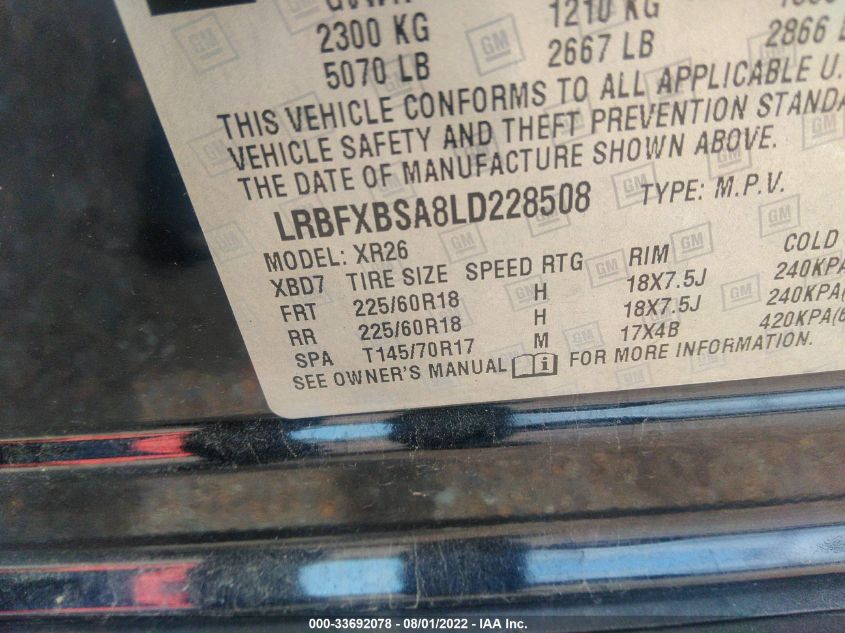 2300 KG 1210 KG
5070 LB 2667 LB 2866 L
THIS VEHICLE CONFORMS TO ALL APPLICABLE U.
VEHICLE SAFETY AND THEFT PREVENTION STANDA
THE DATE OF MANUFACTURE SHOWN ABOVE.
LRBFXBSA8LD228508 TYPE: M.P.V.
MODEL: XR26
XBD7 TIRE SIZE SPEED RTG RIM COLD
FRT 225/60R18 H 18X7.5J 240KPA
RR 225/60R18 H 18X7.5J 240KPA(
SPA T145/70R17 M 17X4B 420KPA(6
SEE OWNER'S MANUAL FOR MORE INFORMATION.
GM
000-33692078 - 08/01/2022 - IAA Inc.